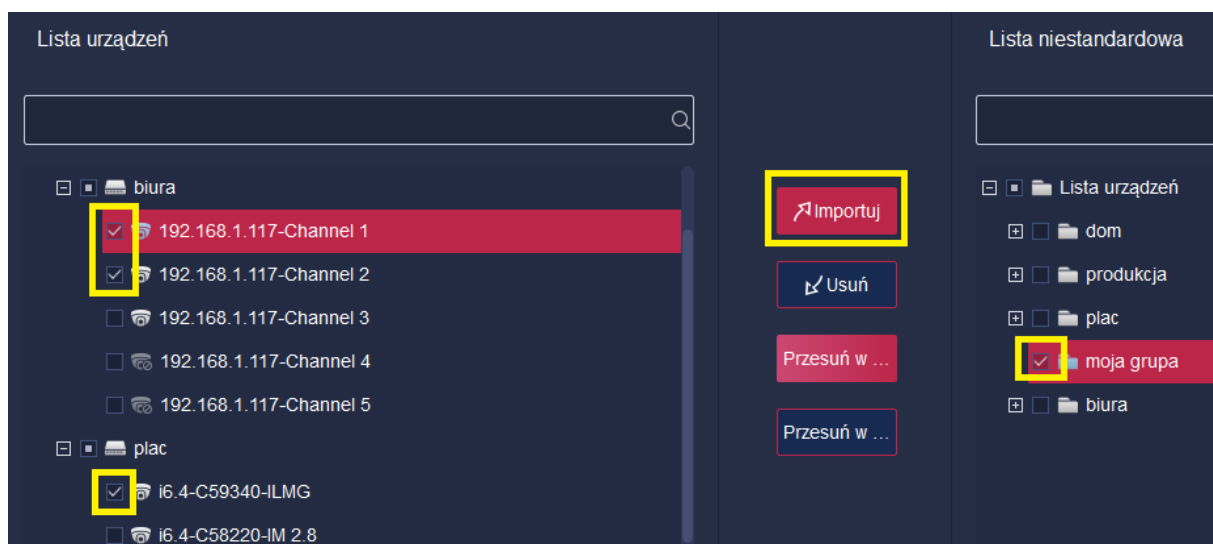 Lista urządzeń
biura
192.168.1.117-Channel 1
192.168.1.117-Channel 2
192.168.1.117-Channel 3
192.168.1.117-Channel 4
192.168.1.117-Channel 5
plac
i6.4-C59340-ILMG
i6.4-C58220-IM 2.8
Importuj
Usuń
Przesuń w ...
Przesuń w ...
Lista niestandardowa
Lista urządzeń
dom
produkcja
plac
moja grupa
biura